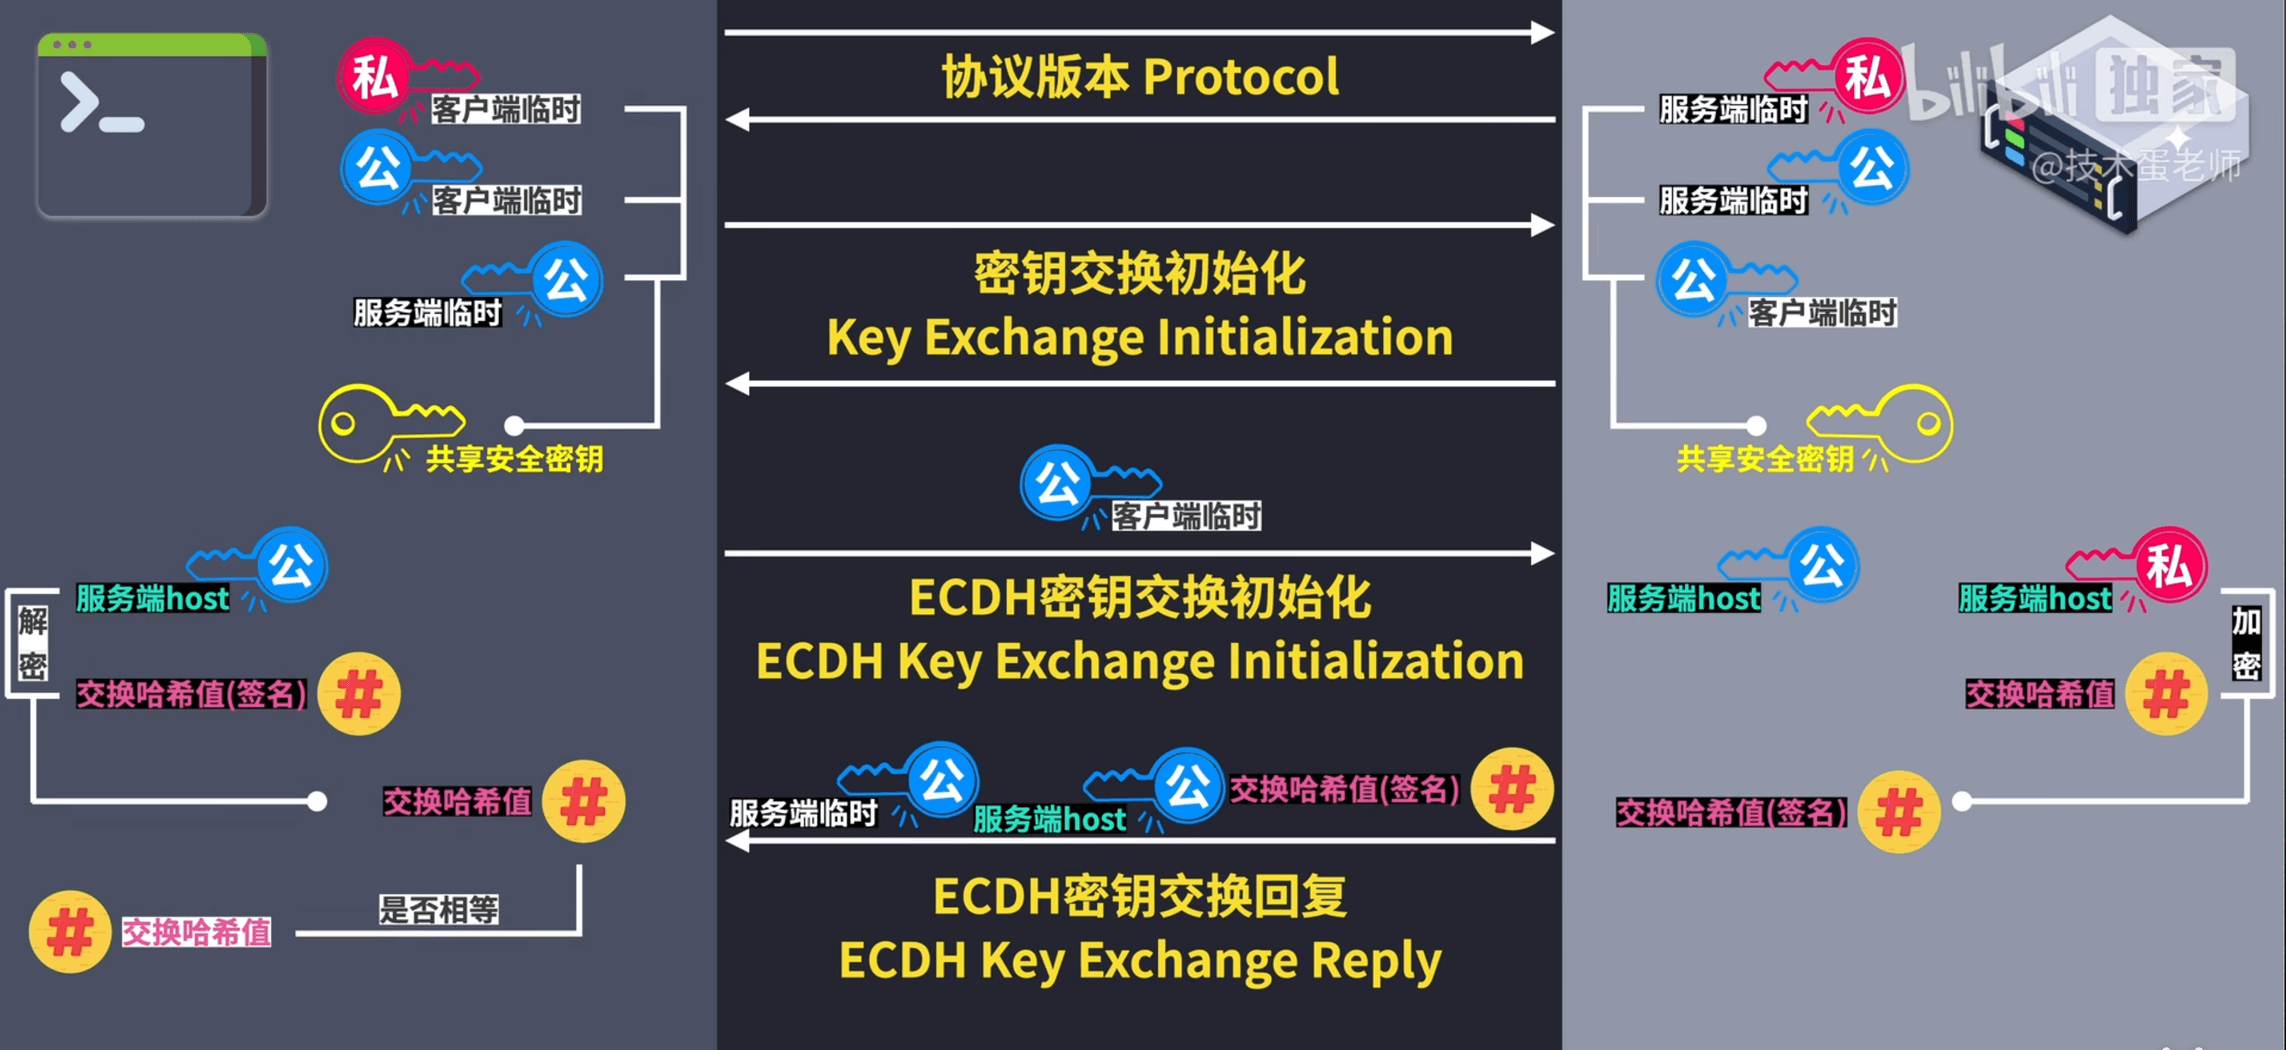 私
客户端临时
公
客户端临时
公
服务端临时
共享安全密钥
公
服务端host
解密
交换哈希值(签名)
#
交换哈希值
#
是否相等
#
交换哈希值
协议版本 Protocol
密钥交换初始化
Key Exchange Initialization
公
客户端临时
ECDH密钥交换初始化
ECDH Key Exchange Initialization
公
服务端临时
公
服务端host
交换哈希值(签名)
#
ECDH密钥交换回复
ECDH Key Exchange Reply
私
服务端临时
公
服务端临时
公
客户端临时
共享安全密钥
公
服务端host
私
服务端host
加密
交换哈希值
#
交换哈希值(签名)
#
bilibili 独家
@技术蛋老师